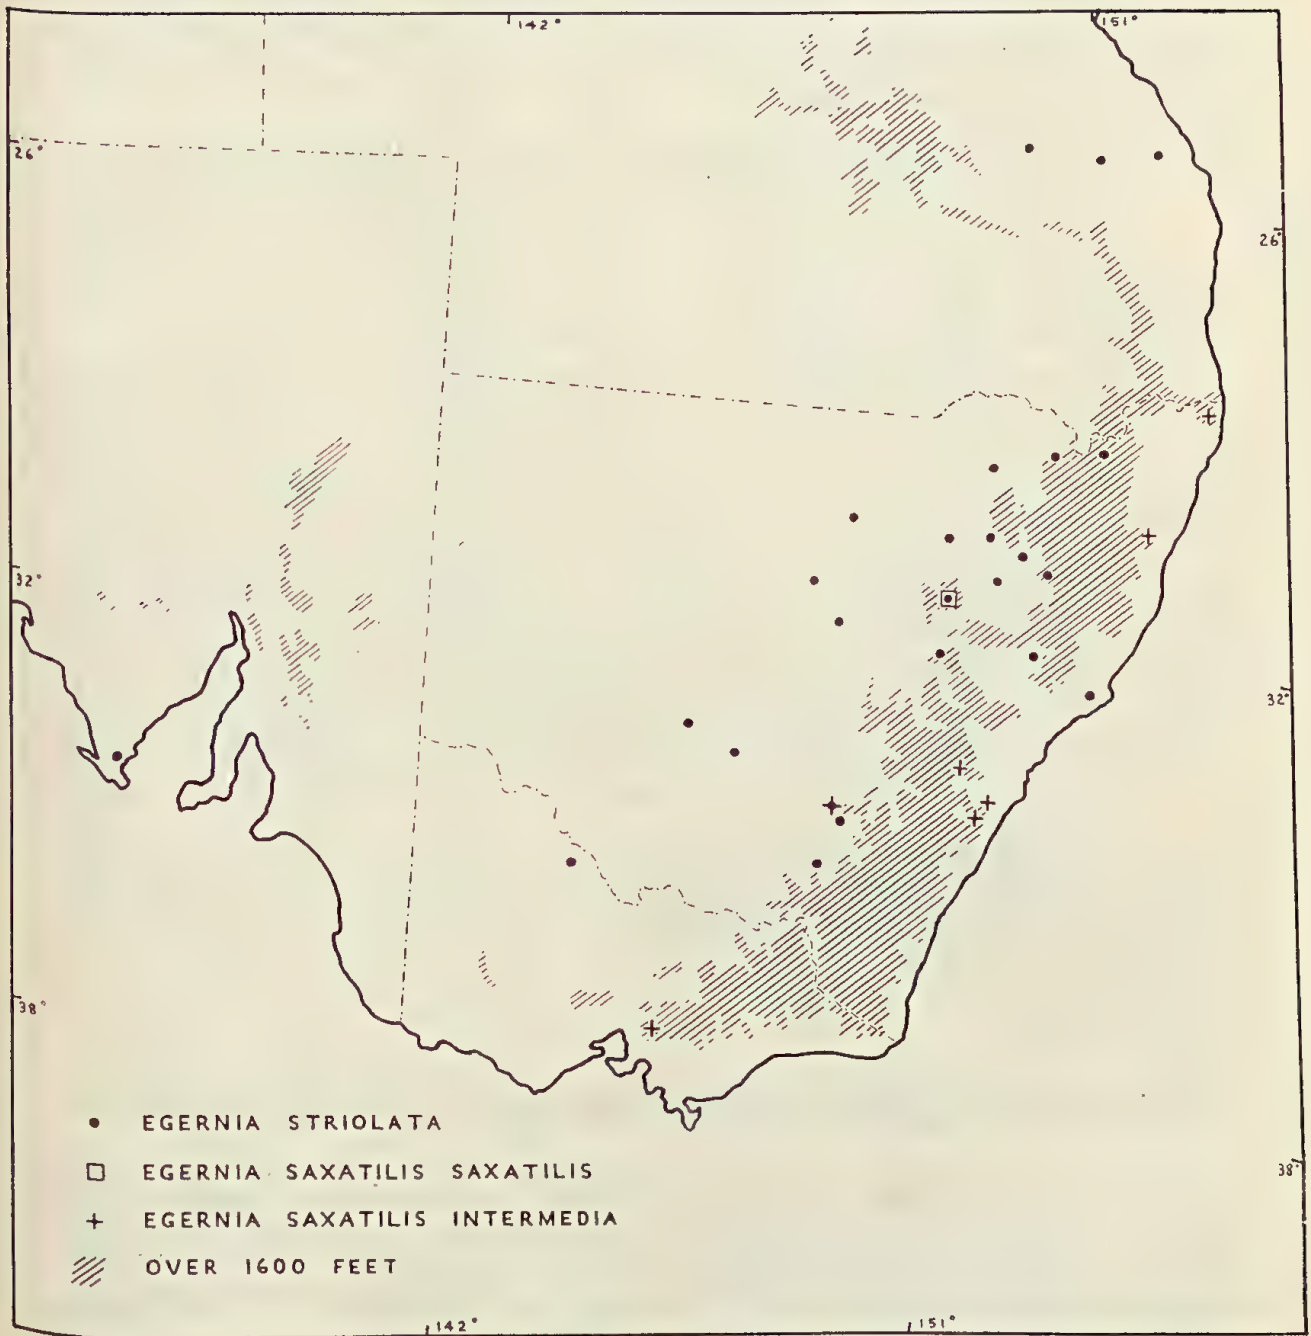 142°
151°
26°
26°
32°
32°
38°
EGERNIA STRIOLATA
EGERNIA SAXATILIS SAXATILIS
38°
EGERNIA SAXATILIS INTERMEDIA
OVER 1600 FEET
142°
151°